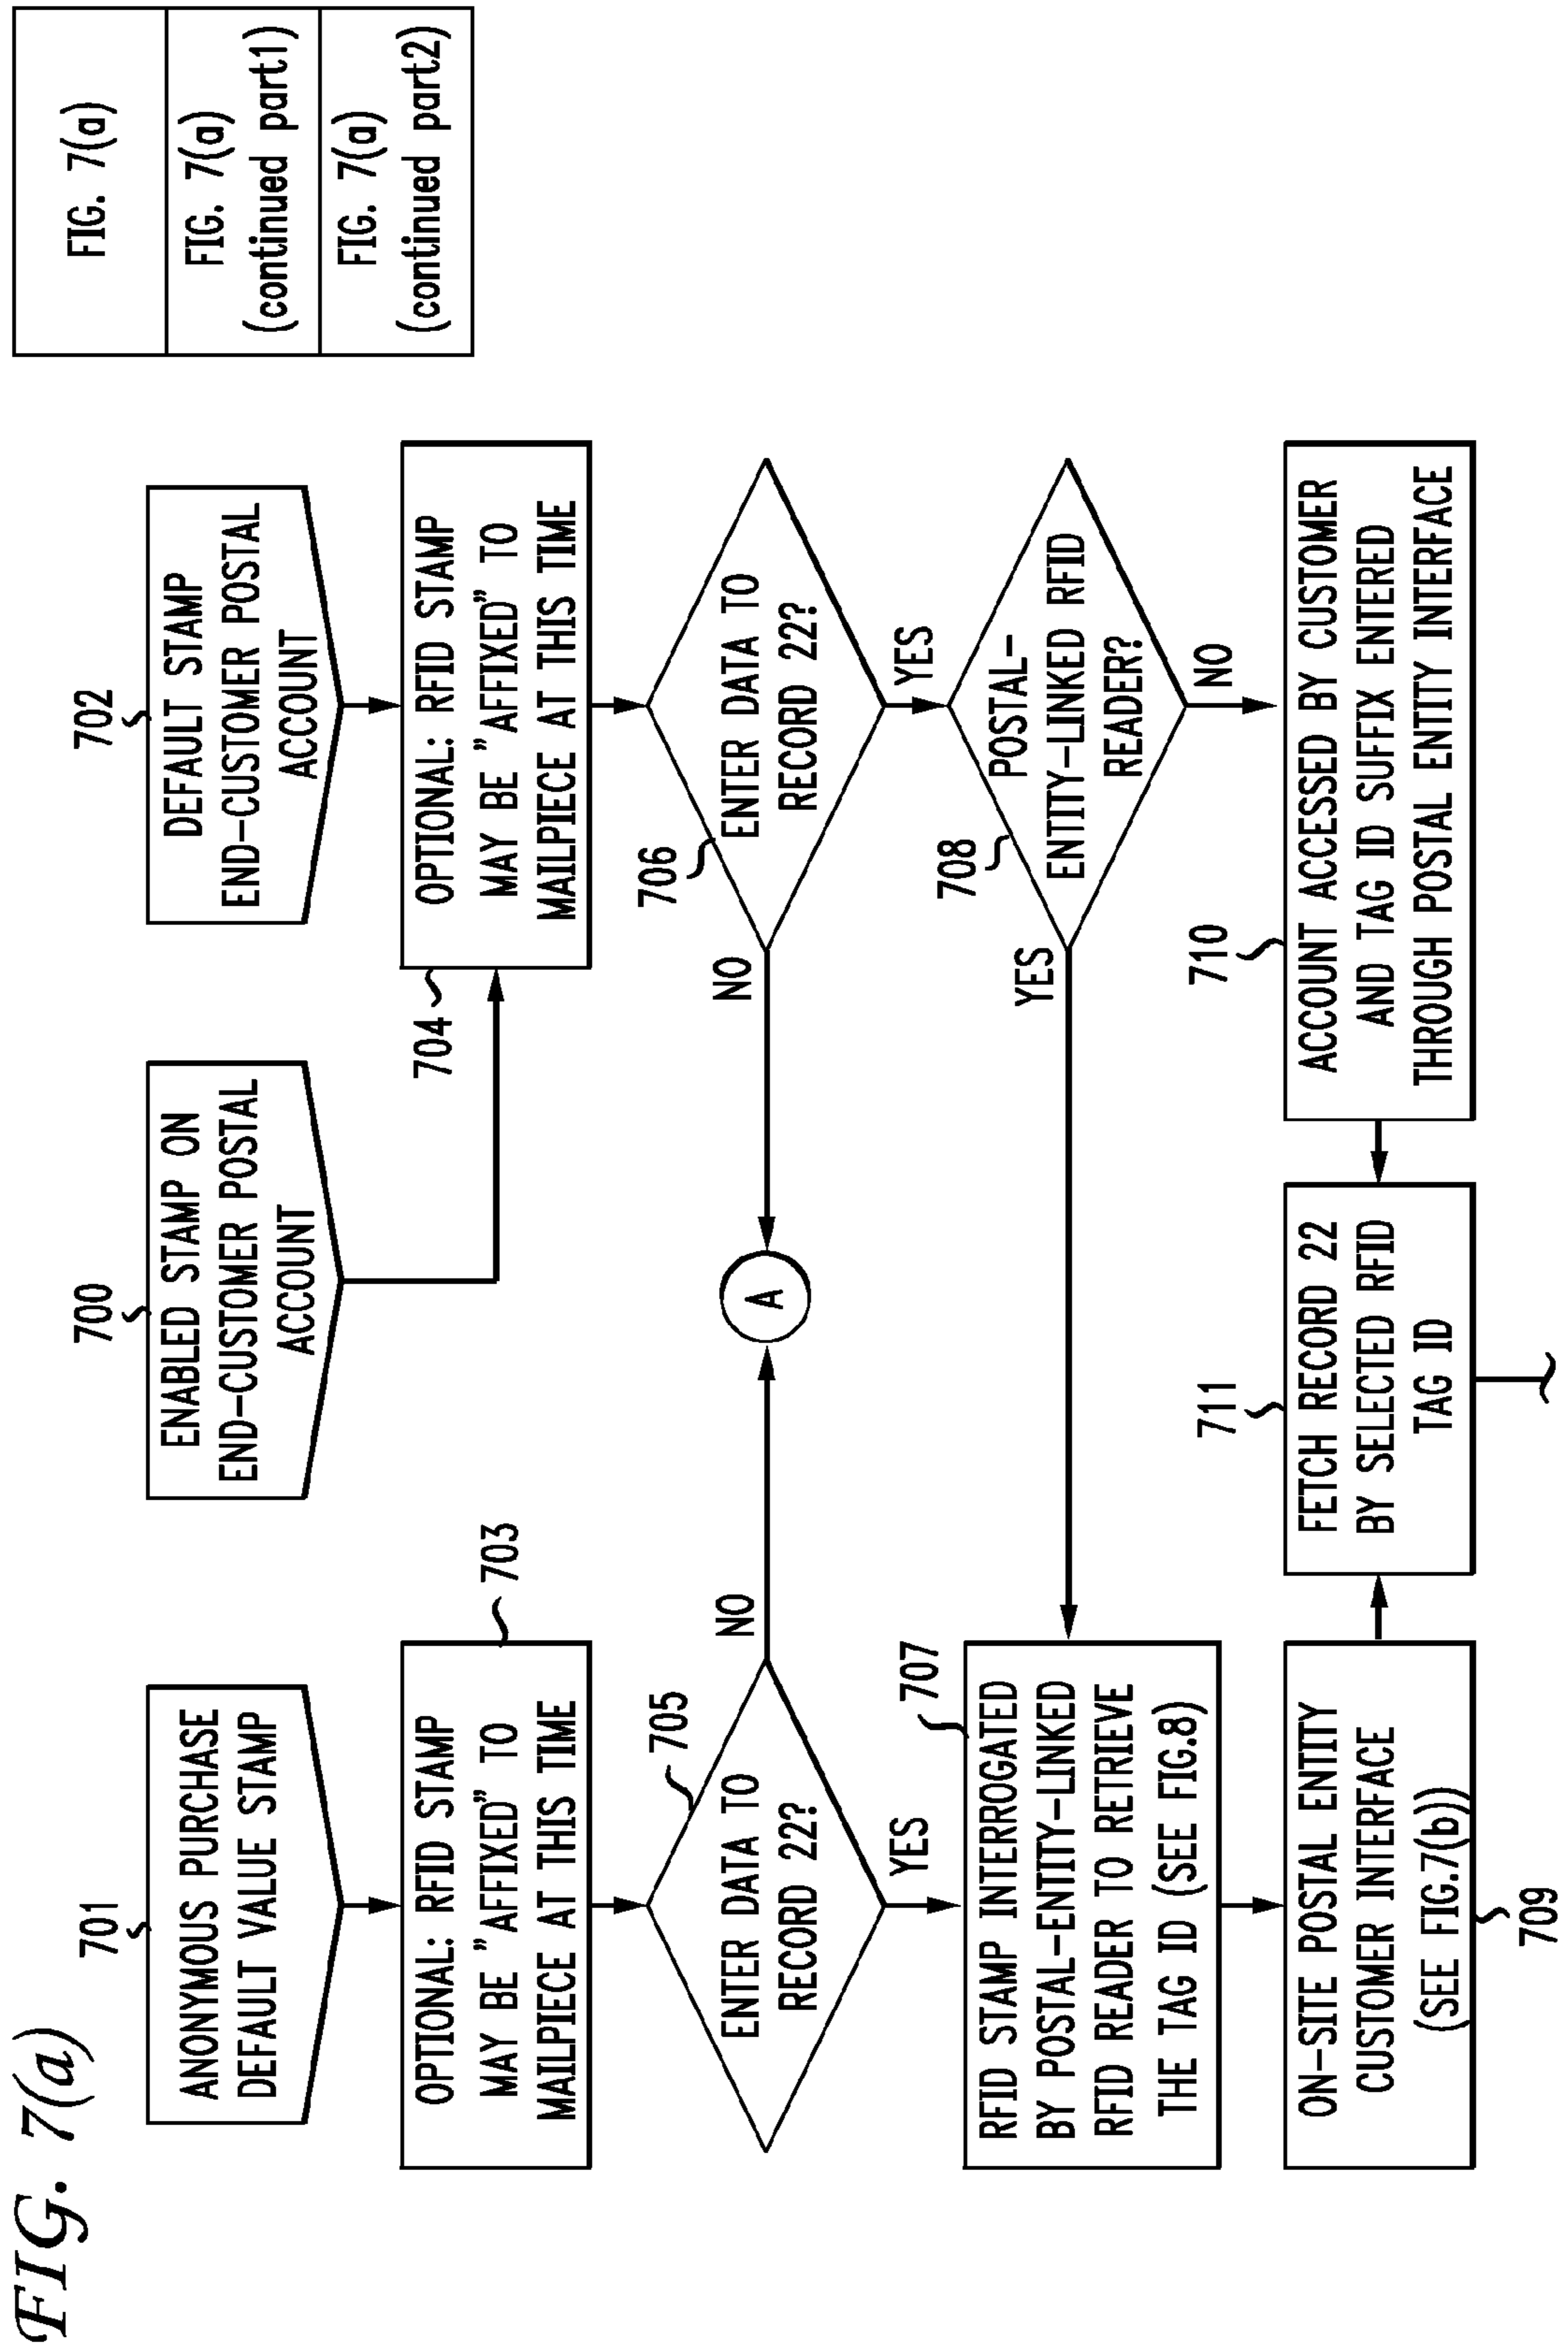 FIG. 7(a)
FIG. 7(a)
FIG. 7(a)
(continued part1)
FIG. 7(a)
(continued part2)
701
ANONYMOUS PURCHASE
DEFAULT VALUE STAMP
700
ENABLED STAMP ON
END-CUSTOMER POSTAL
ACCOUNT
702
DEFAULT STAMP
END-CUSTOMER POSTAL
ACCOUNT
OPTIONAL: RFID STAMP
MAY BE "AFFIXED" TO
MAILPIECE AT THIS TIME
703
704
OPTIONAL: RFID STAMP
MAY BE "AFFIXED" TO
MAILPIECE AT THIS TIME
705
ENTER DATA TO
RECORD 22?
NO
YES
A
706
ENTER DATA TO
RECORD 22?
NO
YES
707
RFID STAMP INTERROGATED
BY POSTAL-ENTITY-LINKED
RFID READER TO RETRIEVE
THE TAG ID (SEE FIG.8)
708
POSTAL-
ENTITY-LINKED RFID
READER?
YES
NO
ON-SITE POSTAL ENTITY
CUSTOMER INTERFACE
(SEE FIG.7(b))
709
711
FETCH RECORD 22
BY SELECTED RFID
TAG ID
710
ACCOUNT ACCESSED BY CUSTOMER
AND TAG ID SUFFIX ENTERED
THROUGH POSTAL ENTITY INTERFACE